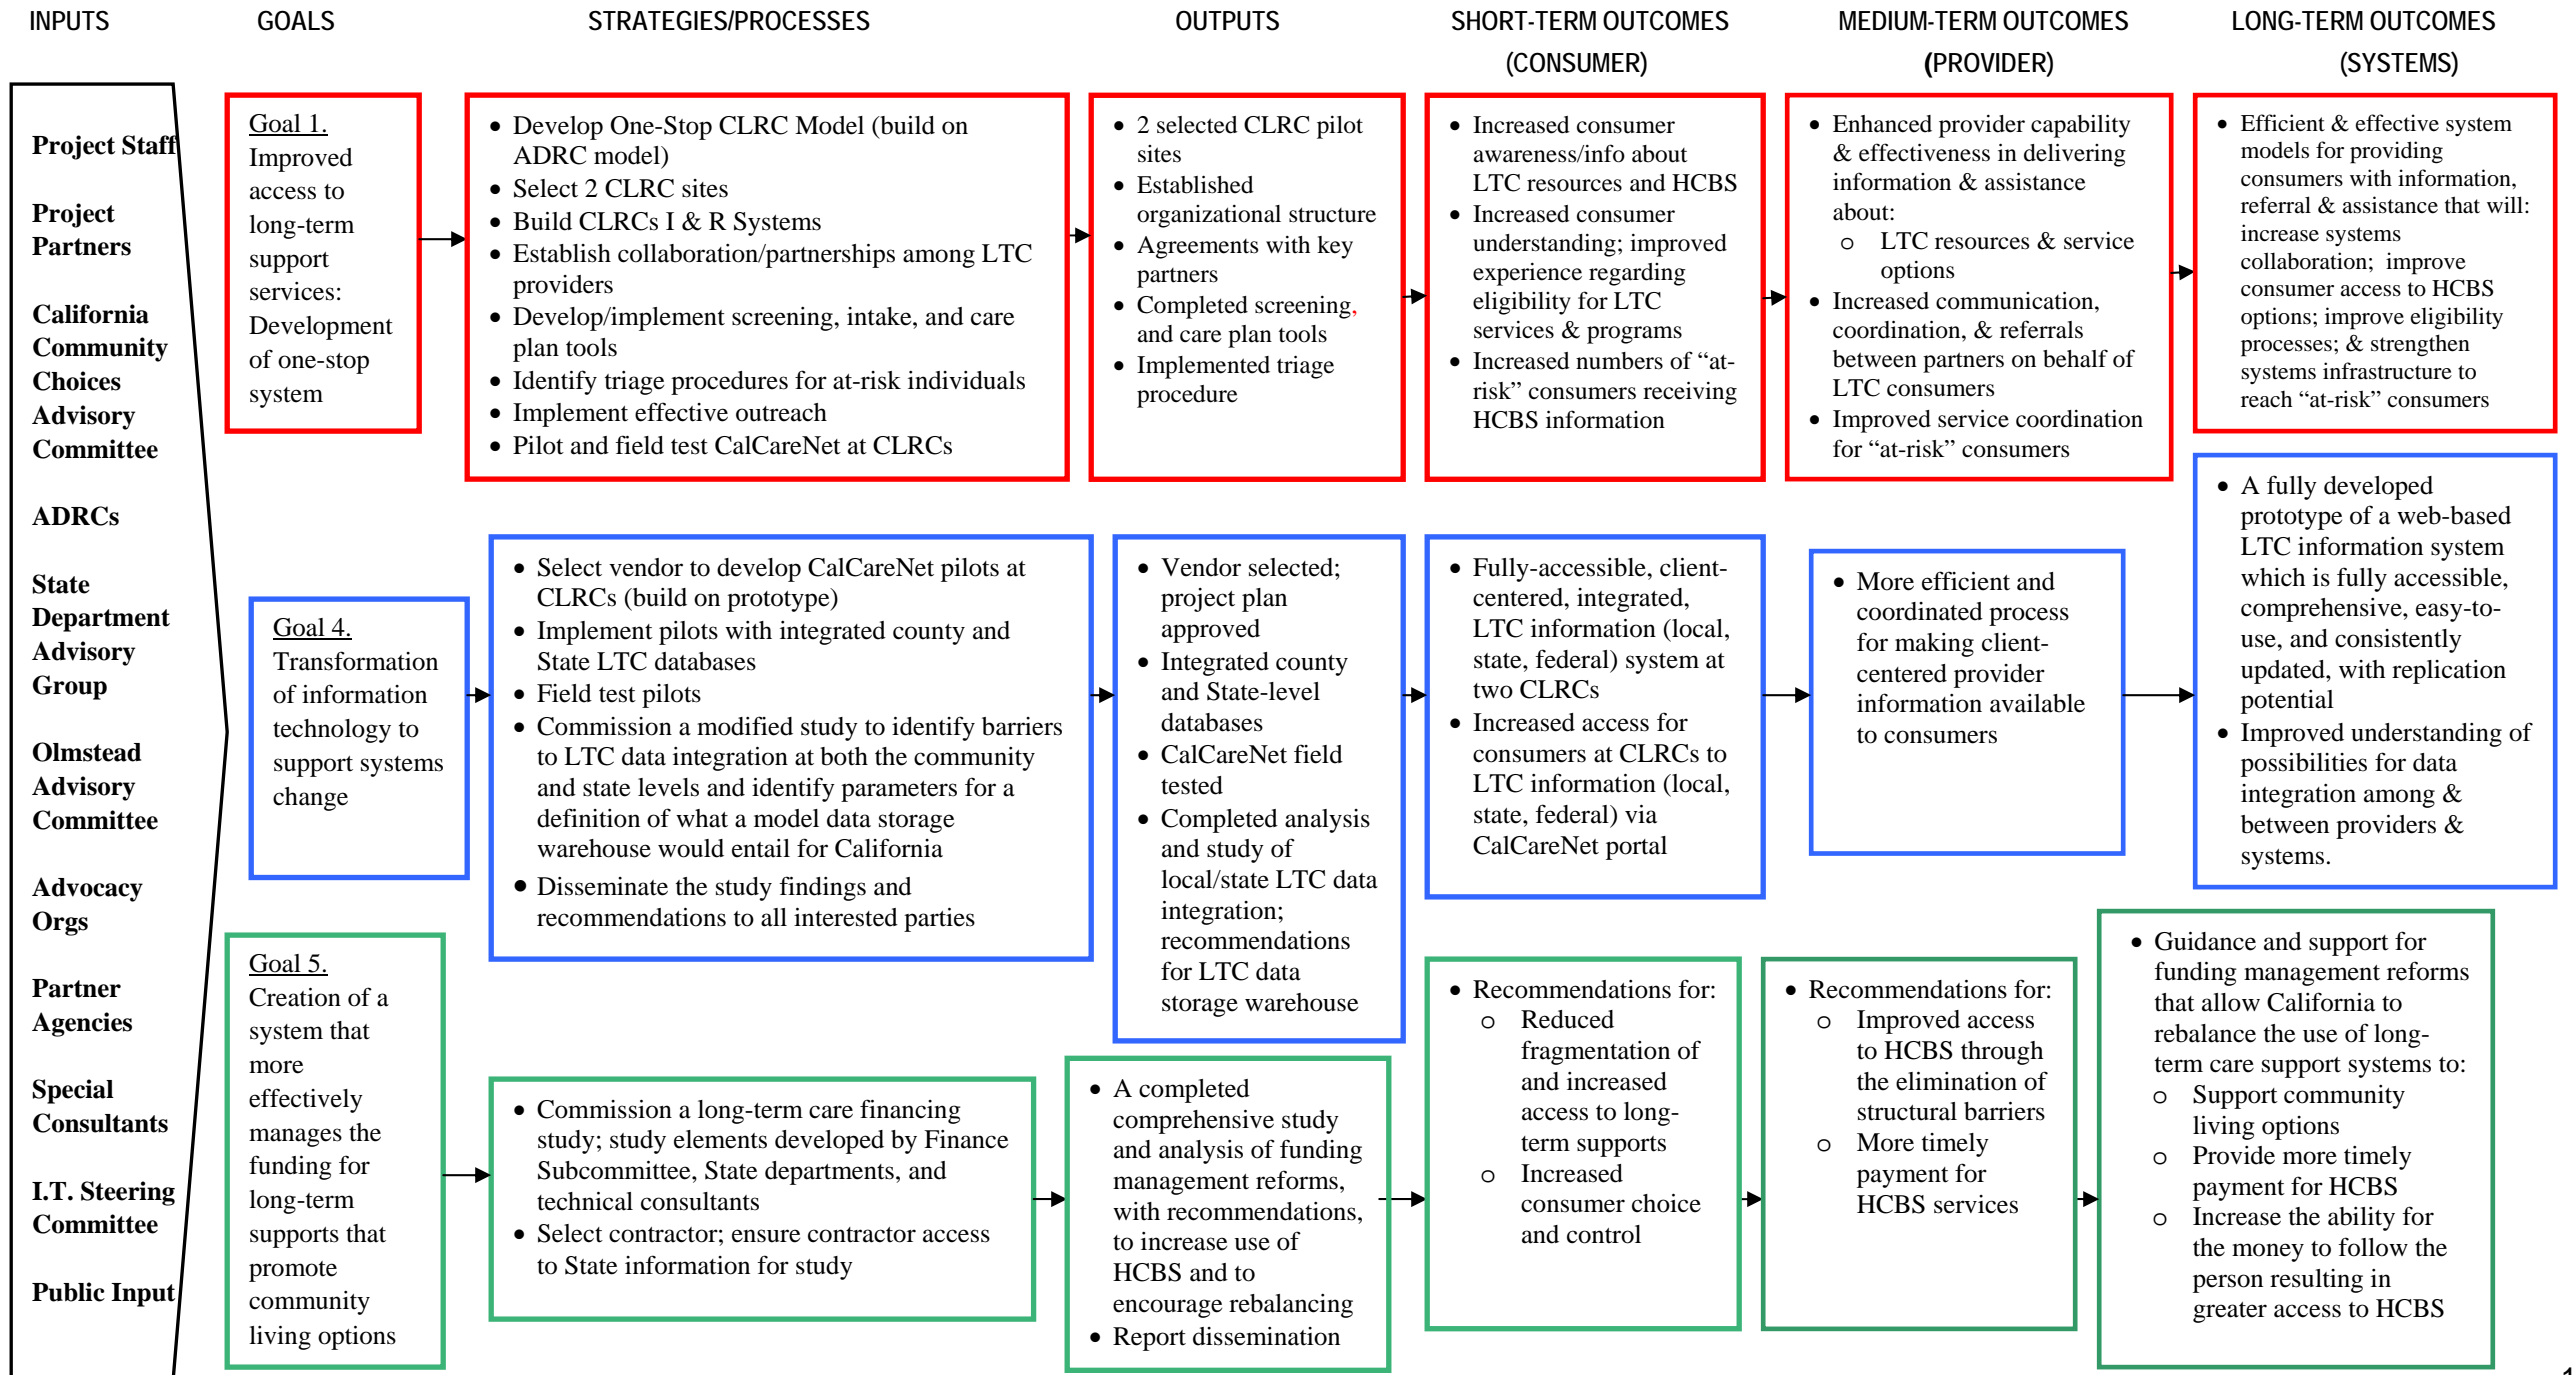 INPUTS
GOALS
STRATEGIES/PROCESSES
OUTPUTS
SHORT-TERM OUTCOMES
(CONSUMER)
MEDIUM-TERM OUTCOMES
(PROVIDER)
LONG-TERM OUTCOMES
(SYSTEMS)
Project Staff
Project
Partners
California
Community
Choices
Advisory
Committee
ADRCs
State
Department
Advisory
Group
Olmstead
Advisory
Committee
Advocacy
Orgs
Partner
Agencies
Special
Consultants
I.T. Steering
Committee
Public Input
Goal 1.
Improved
access to
long-term
support
services:
Development
of one-stop
system
• Develop One-Stop CLRC Model (build on
ADRC model)
• Select 2 CLRC sites
• Build CLRCs I & R Systems
• Establish collaboration/partnerships among LTC
providers
• Develop/implement screening, intake, and care
plan tools
• Identify triage procedures for at-risk individuals
• Implement effective outreach
• Pilot and field test CalCareNet at CLRCs
• 2 selected CLRC pilot
sites
• Established
organizational structure
• Agreements with key
partners
• Completed screening,
and care plan tools
• Implemented triage
procedure
• Increased consumer
awareness/info about
LTC resources and HCBS
• Increased consumer
understanding; improved
experience regarding
eligibility for LTC
services & programs
• Increased numbers of “at-
risk” consumers receiving
HCBS information
• Enhanced provider capability
& effectiveness in delivering
information & assistance
about:
o LTC resources & service
options
• Increased communication,
coordination, & referrals
between partners on behalf of
LTC consumers
• Improved service coordination
for “at-risk” consumers
• Efficient & effective system
models for providing
consumers with information,
referral & assistance that will:
increase systems
collaboration; improve
consumer access to HCBS
options; improve eligibility
processes; & strengthen
systems infrastructure to
reach “at-risk” consumers
Goal 4.
Transformation
of information
technology to
support systems
change
• Select vendor to develop CalCareNet pilots at
CLRCs (build on prototype)
• Implement pilots with integrated county and
State LTC databases
• Field test pilots
• Commission a modified study to identify barriers
to LTC data integration at both the community
and state levels and identify parameters for a
definition of what a model data storage
warehouse would entail for California
• Disseminate the study findings and
recommendations to all interested parties
• Vendor selected;
project plan
approved
• Integrated county
and State-level
databases
• CalCareNet field
tested
• Completed analysis
and study of
local/state LTC data
integration;
recommendations
for LTC data
storage warehouse
• Fully-accessible, client-
centered, integrated,
LTC information (local,
state, federal) system at
two CLRCs
• Increased access for
consumers at CLRCs to
LTC information (local,
state, federal) via
CalCareNet portal
• More efficient and
coordinated process
for making client-
centered provider
information available
to consumers
• A fully developed
prototype of a web-based
LTC information system
which is fully accessible,
comprehensive, easy-to-
use, and consistently
updated, with replication
potential
• Improved understanding of
possibilities for data
integration among &
between providers &
systems.
Goal 5.
Creation of a
system that
more
effectively
manages the
funding for
long-term
supports that
promote
community
living options
• Commission a long-term care financing
study; study elements developed by Finance
Subcommittee, State departments, and
technical consultants
• Select contractor; ensure contractor access
to State information for study
• A completed
comprehensive study
and analysis of funding
management reforms,
with recommendations,
to increase use of
HCBS and to
encourage rebalancing
• Report dissemination
• Recommendations for:
o Reduced
fragmentation of
and increased
access to long-
term supports
o Increased
consumer choice
and control
• Recommendations for:
o Improved access
to HCBS through
the elimination of
structural barriers
o More timely
payment for
HCBS services
• Guidance and support for
funding management reforms
that allow California to
rebalance the use of long-
term care support systems to:
o Support community
living options
o Provide more timely
payment for HCBS
o Increase the ability for
the money to follow the
person resulting in
greater access to HCBS
1